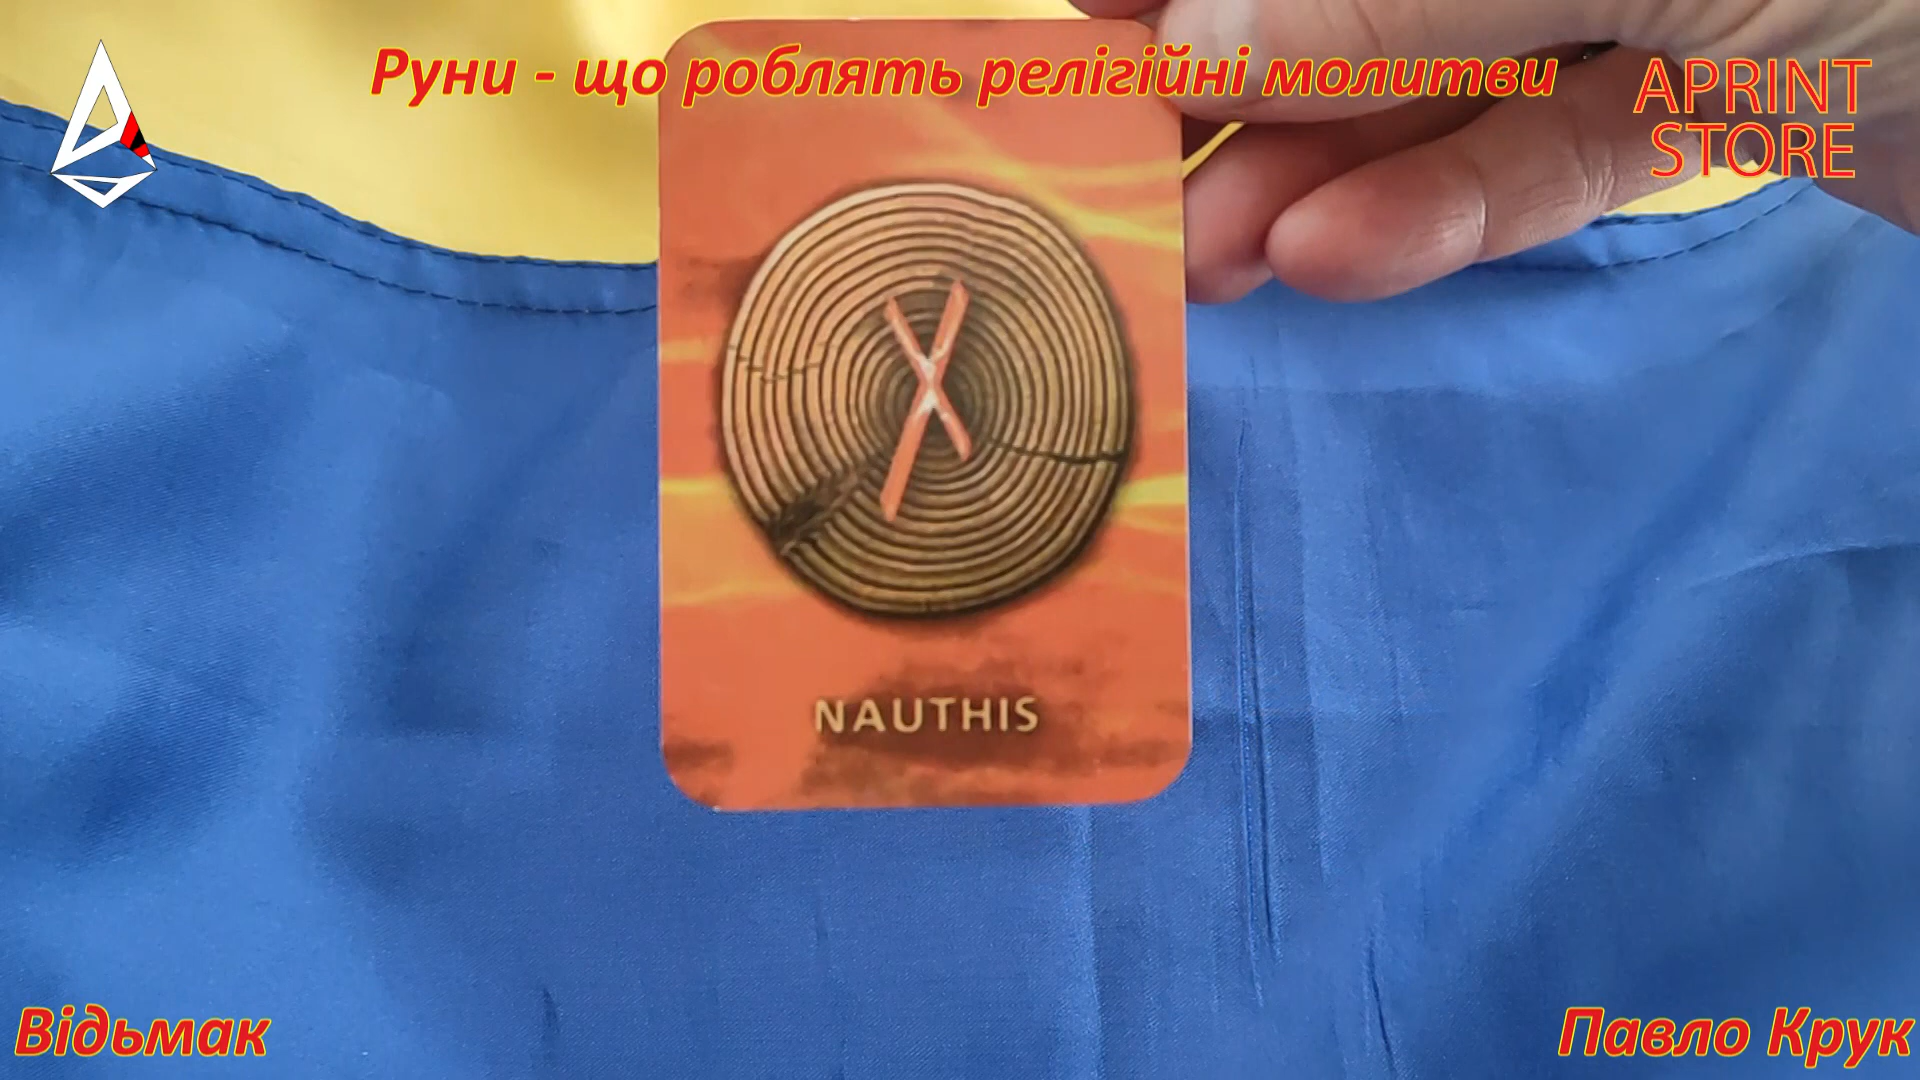 Руни - що роблять релігійні молитви
APRINT
STORE
NAUTHIS
Відьмак
Павло Крук